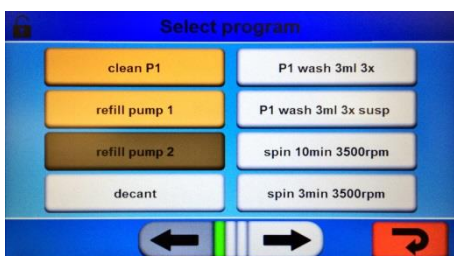 Select program
clean P1
refill pump 1
refill pump 2
decant
P1 wash 3ml 3x
P1 wash 3ml 3x susp
spin 10min 3500rpm
spin 3min 3500rpm